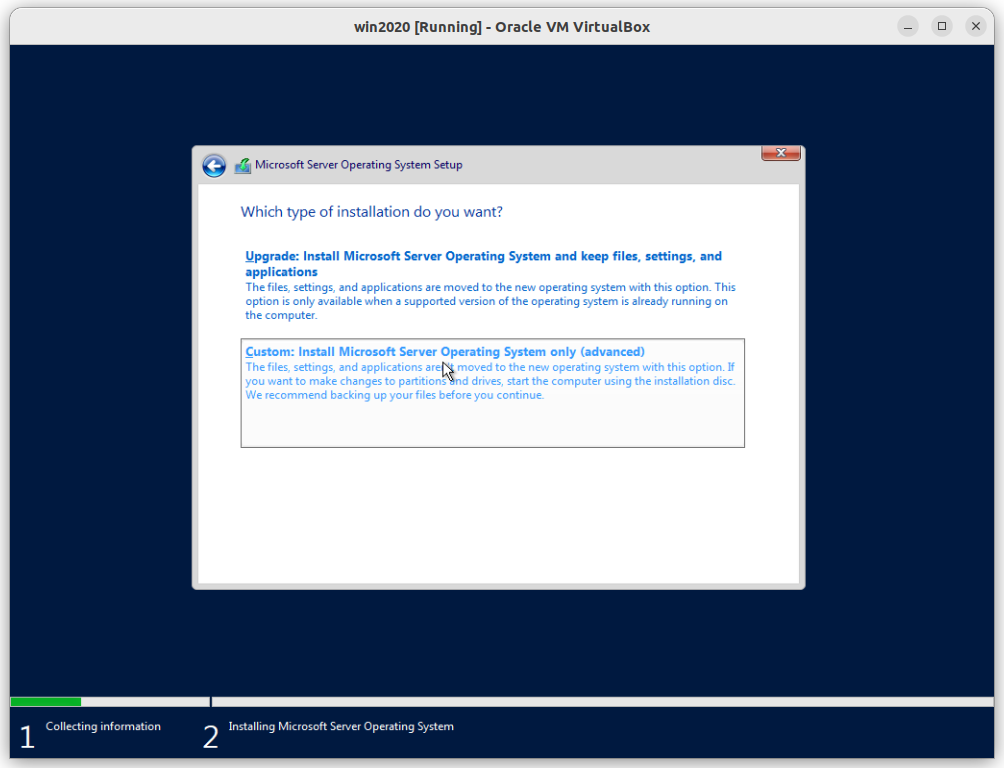 win2020 [Running] - Oracle VM VirtualBox
Microsoft Server Operating System Setup
Which type of installation do you want?
Upgrade: Install Microsoft Server Operating System and keep files, settings, and
applications
The files, settings, and applications are moved to the new operating system with this option. This
option is only available when a supported version of the operating system is already running on
the computer.
Custom: Install Microsoft Server Operating System only (advanced)
The files, settings, and applications aren't moved to the new operating system with this option. If
you want to make changes to partitions and drives, start the computer using the installation disc.
We recommend backing up your files before you continue.
1 Collecting information
2 Installing Microsoft Server Operating System